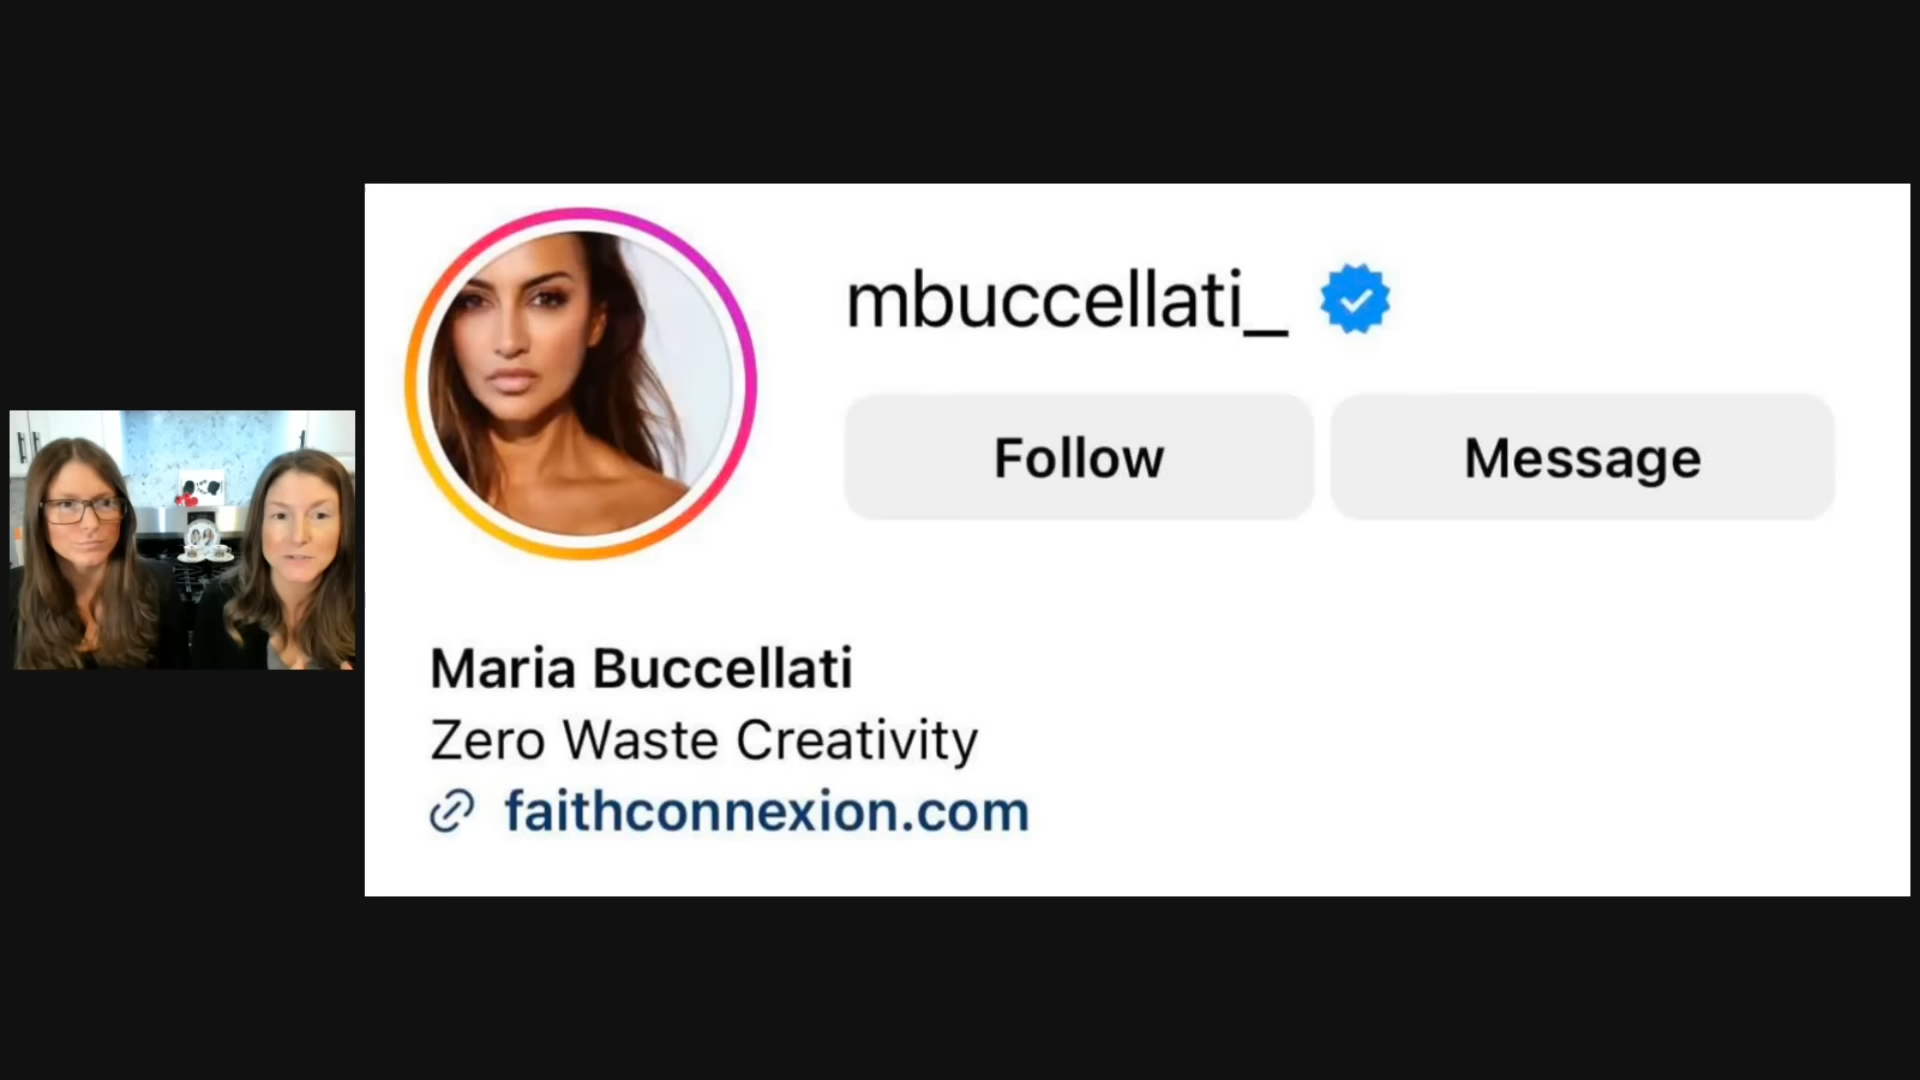 mbuccellati_
Follow
Message
Maria Buccellati
Zero Waste Creativity
faithconnexion.com